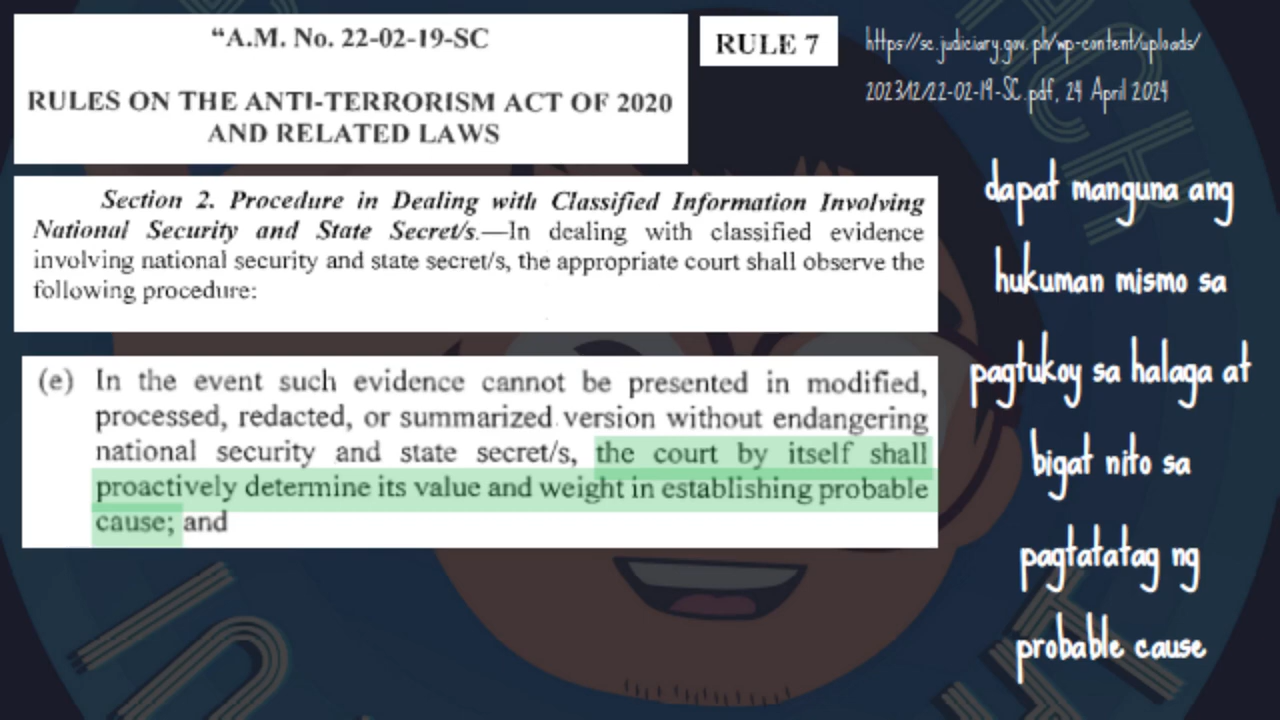 “A.M. No. 22-02-19-SC
RULES ON THE ANTI-TERRORISM ACT OF 2020
AND RELATED LAWS
RULE 7
https://sc.judiciary.gov.ph/wp-content/uploads/
2023/12/22-02-19-SC.pdf, 24 April 2024
Section 2. Procedure in Dealing with Classified Information Involving
National Security and State Secret/s.—In dealing with classified evidence
involving national security and state secret/s, the appropriate court shall observe the
following procedure:
(e) In the event such evidence cannot be presented in modified,
processed, redacted, or summarized version without endangering
national security and state secret/s, the court by itself shall
proactively determine its value and weight in establishing probable
cause; and
dapat manguna ang
hukuman mismo sa
pagtukoy sa halaga at
bigat nito sa
pagtatatag ng
probable cause